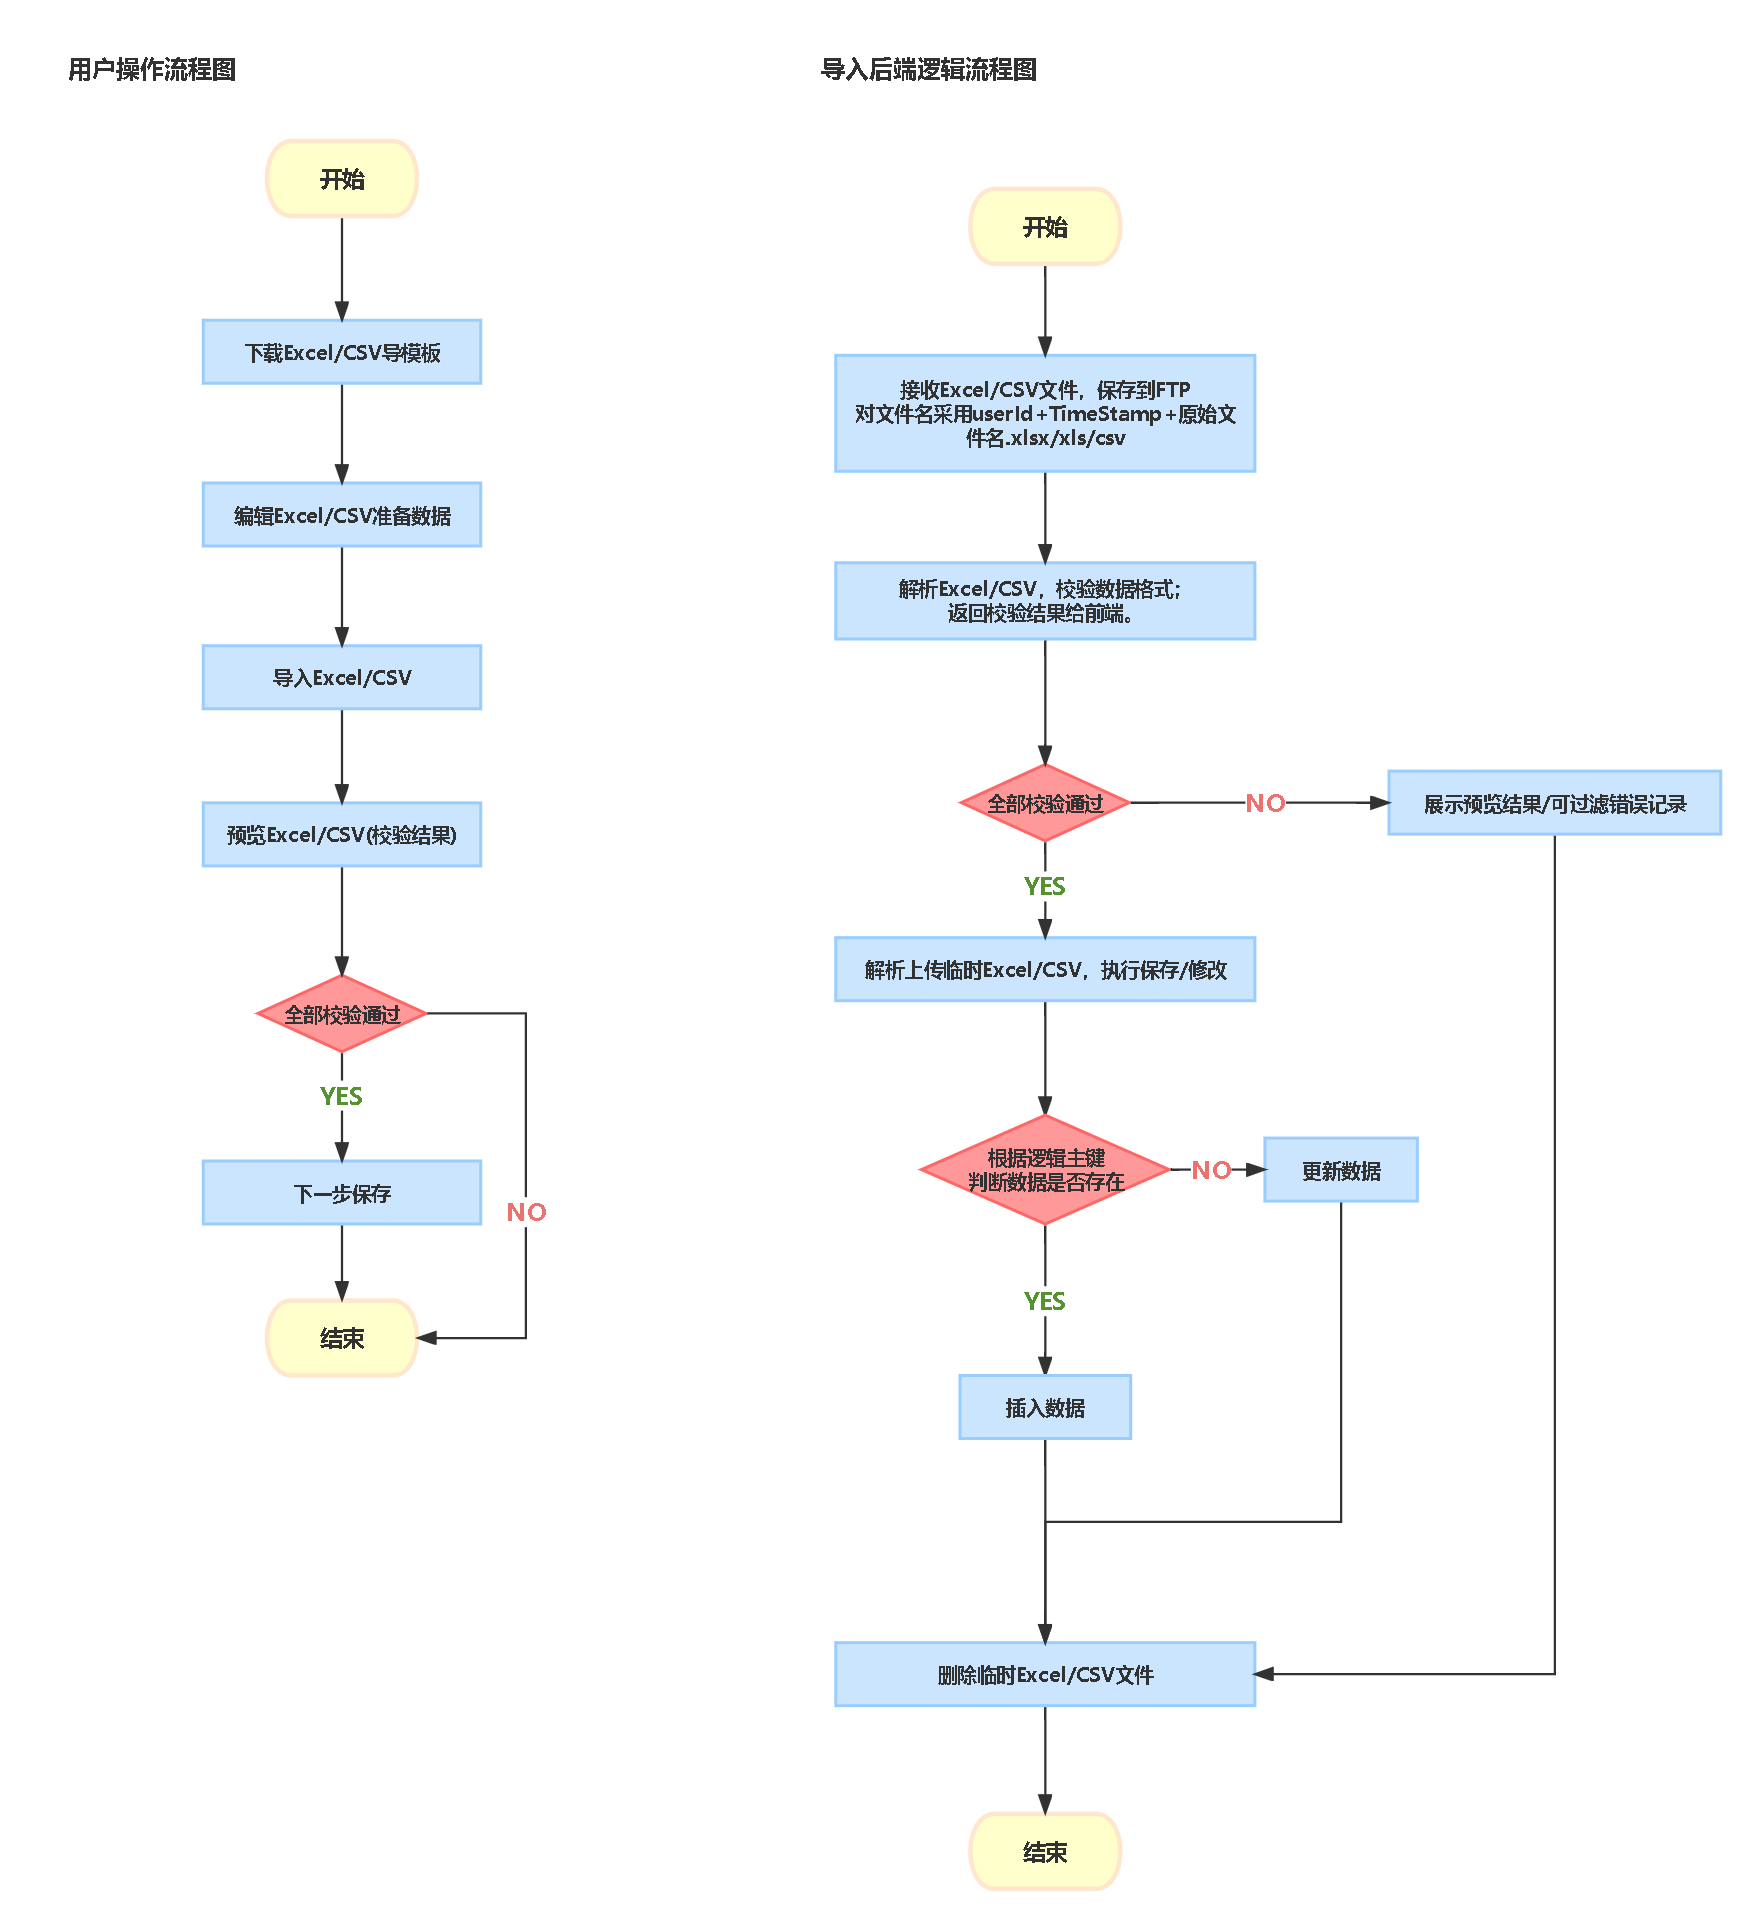 用户操作流程图
开始
下载Excel/CSV导模板
编辑Excel/CSV准备数据
导入Excel/CSV
预览Excel/CSV(校验结果)
全部校验通过
YES
下一步保存
NO
结束
导入后端逻辑流程图
开始
接收Excel/CSV文件，保存到FTP
对文件名采用userId+TimeStamp+原始文
件名.xlsx/xls/csv
解析Excel/CSV，校验数据格式；
返回校验结果给前端。
全部校验通过
NO
展示预览结果/可过滤错误记录
YES
解析上传临时Excel/CSV，执行保存/修改
根据逻辑主键
判断数据是否存在
NO
更新数据
YES
插入数据
删除临时Excel/CSV文件
结束